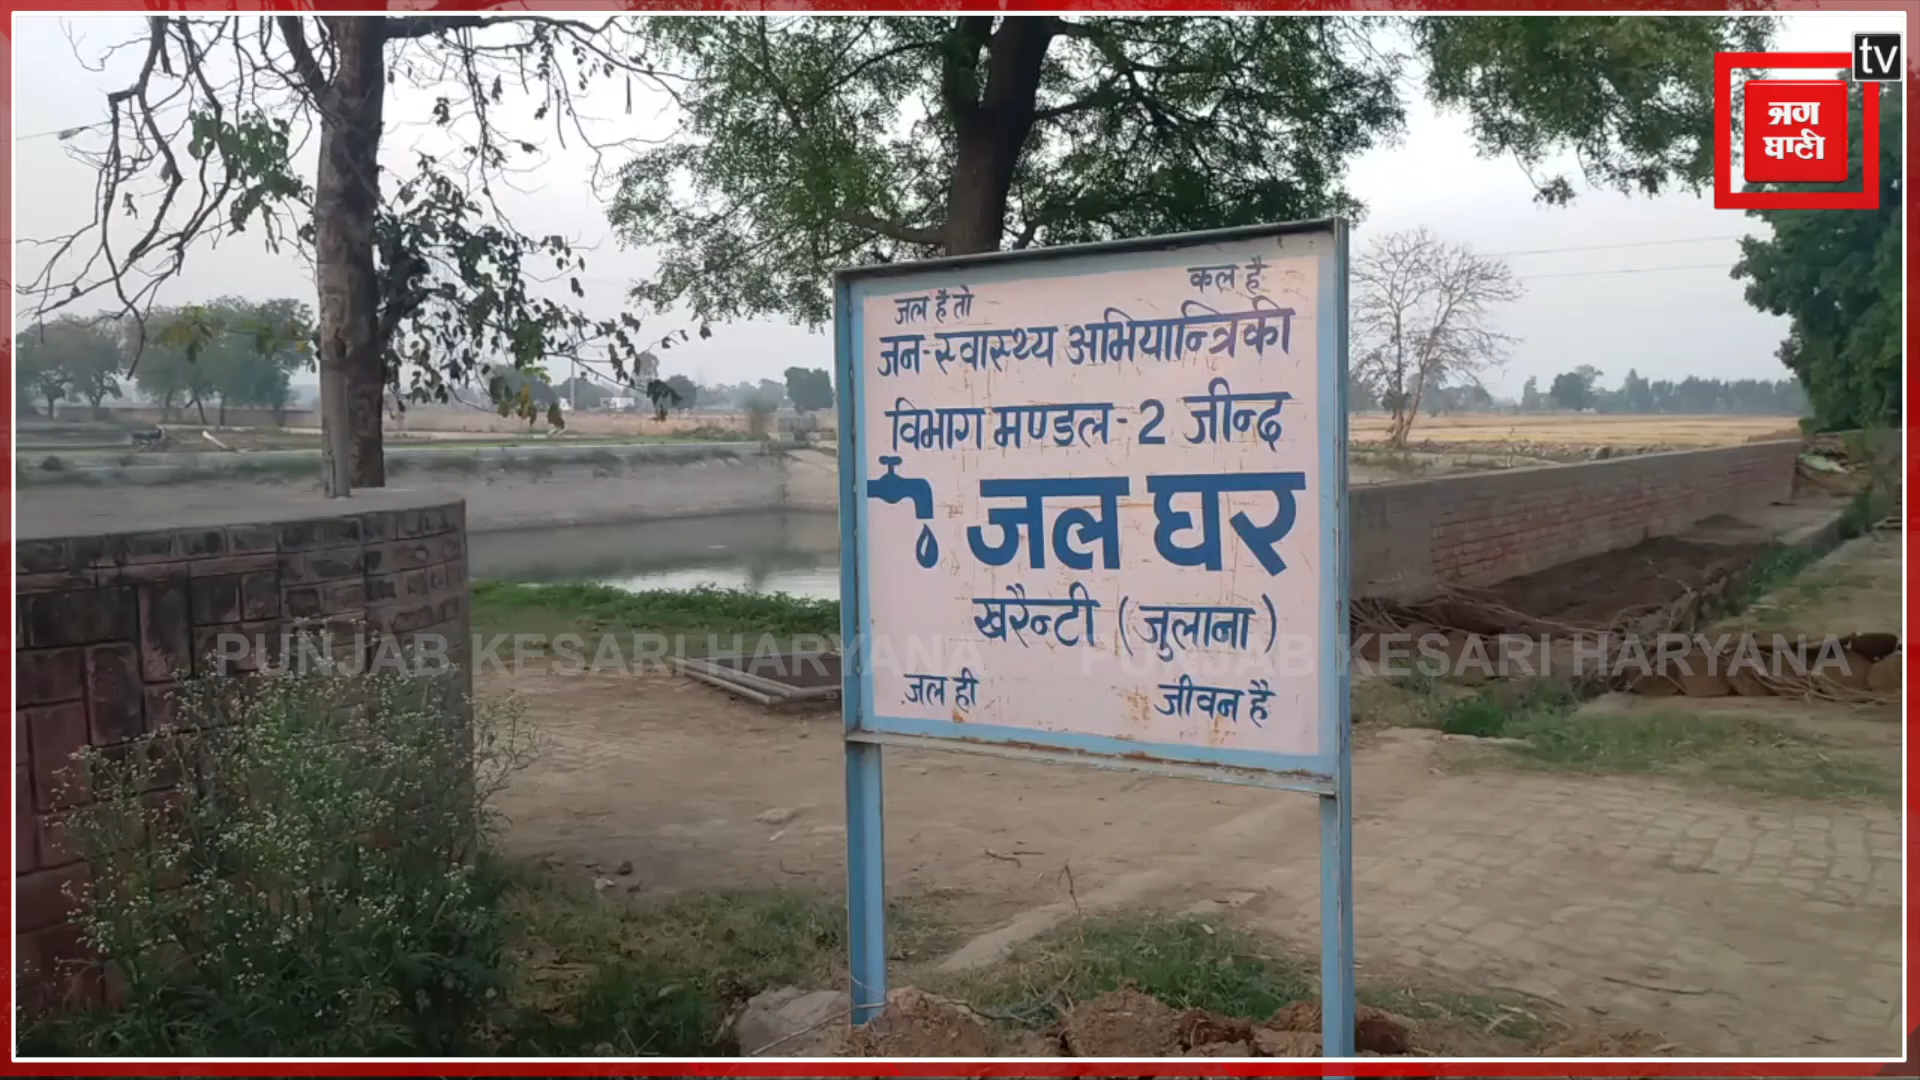 tv
ਜਗ
ਬਾਣੀ
जल है तो कल है
जन-स्वास्थ्य अभियान्त्रिकी
विभाग मण्डल-2 जीन्द
जल घर
खरैन्टी (जुलाना)
जल ही जीवन है
PUNJAB KESARI HARYANA PUNJAB KESARI HARYANA